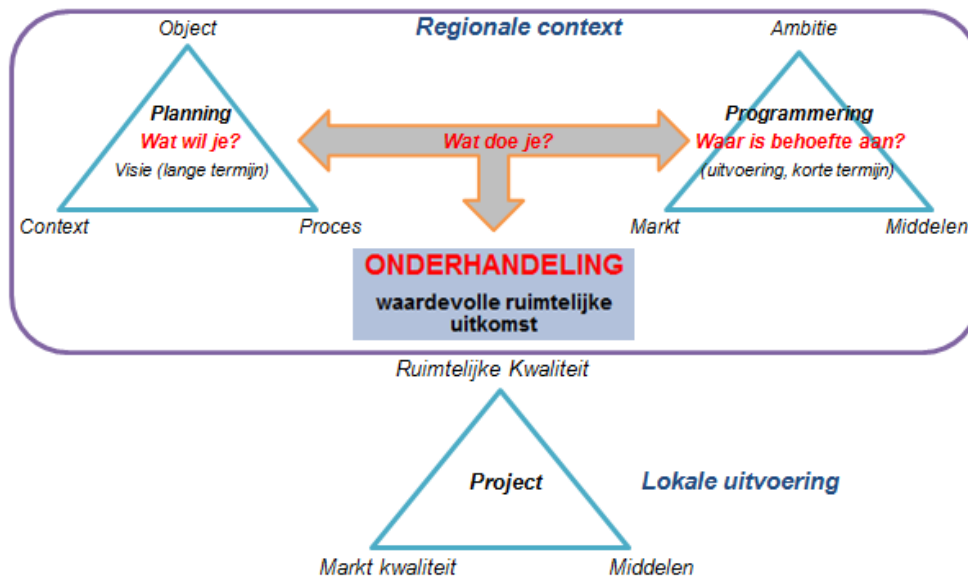 Object
Regionale context
Ambitie
Planning
Wat wil je?
Visie (lange termijn)
Wat doe je?
Programmering
Waar is behoefte aan?
(uitvoering, korte termijn)
Context
Proces
Markt
Middelen
ONDERHANDELING
waardevolle ruimtelijke
uitkomst
Ruimtelijke Kwaliteit
Project
Lokale uitvoering
Markt kwaliteit
Middelen